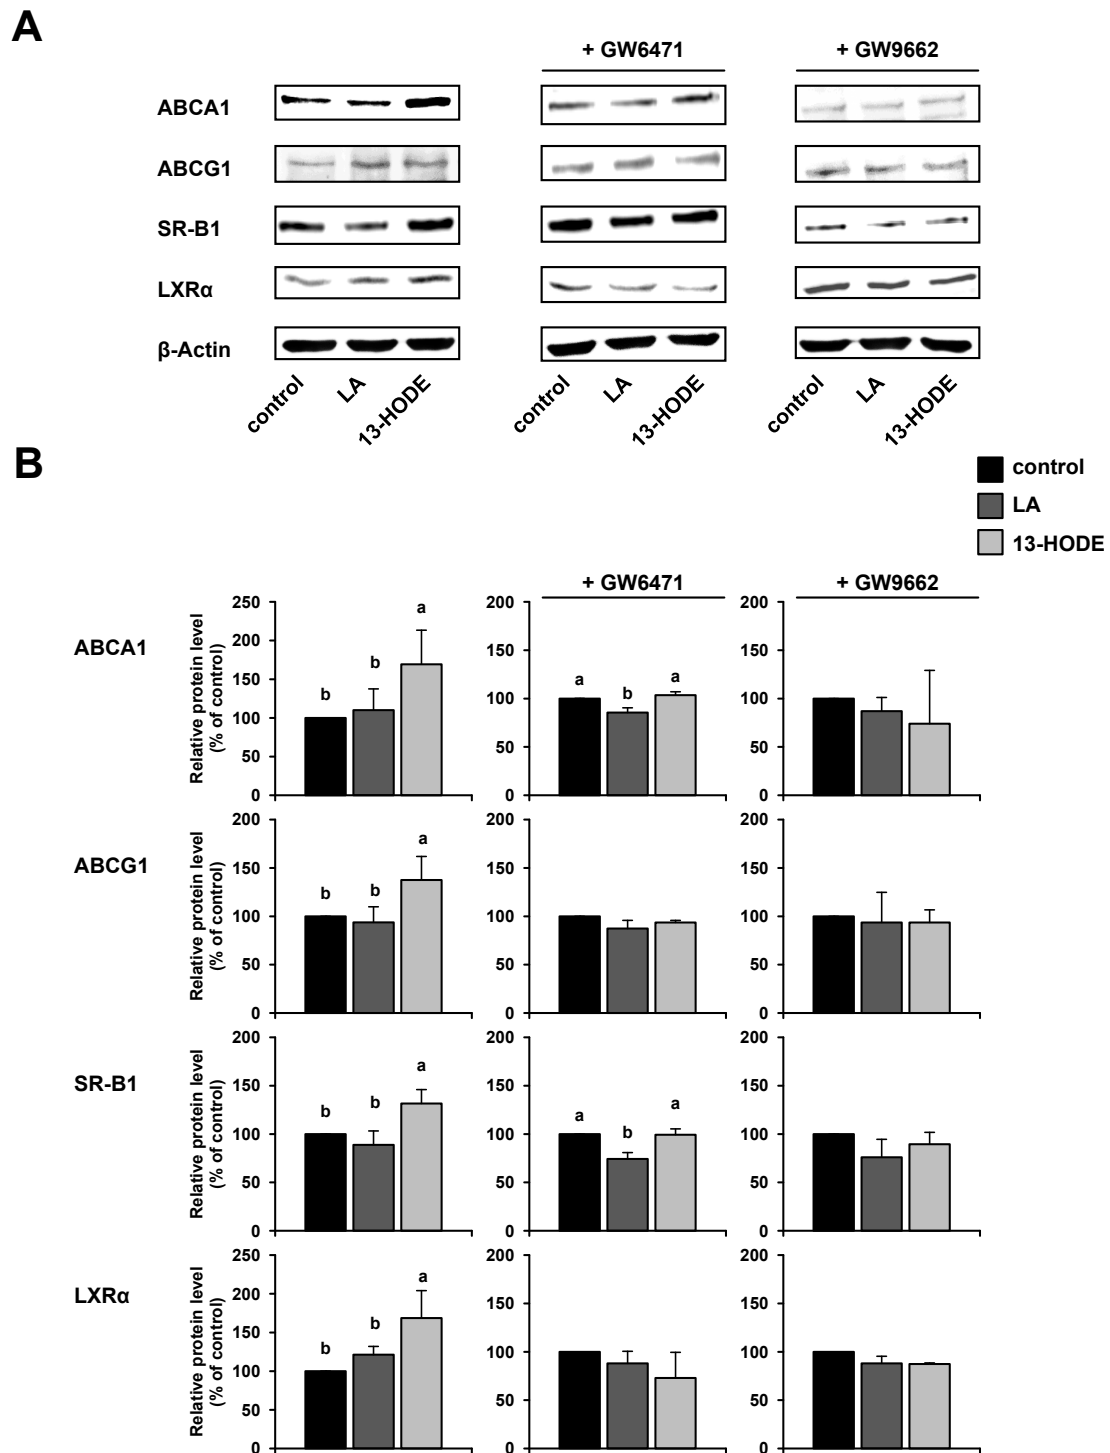 A
+ GW6471
+ GW9662
ABCA1
ABCG1
SR-B1
LXRα
β-Actin
control
LA
13-HODE
control
LA
13-HODE
control
LA
13-HODE
B
control
LA
13-HODE
+ GW6471
+ GW9662
ABCA1
Relative protein level
(% of control)
250
200
150
100
50
0
b
b
a
200
150
100
50
0
a
b
a
200
150
100
50
0
ABCG1
Relative protein level
(% of control)
200
150
100
50
0
b
b
a
200
150
100
50
0
200
150
100
50
0
SR-B1
Relative protein level
(% of control)
200
150
100
50
0
b
b
a
200
150
100
50
0
a
b
a
200
150
100
50
0
LXRα
Relative protein level
(% of control)
250
200
150
100
50
0
b
b
a
200
150
100
50
0
200
150
100
50
0